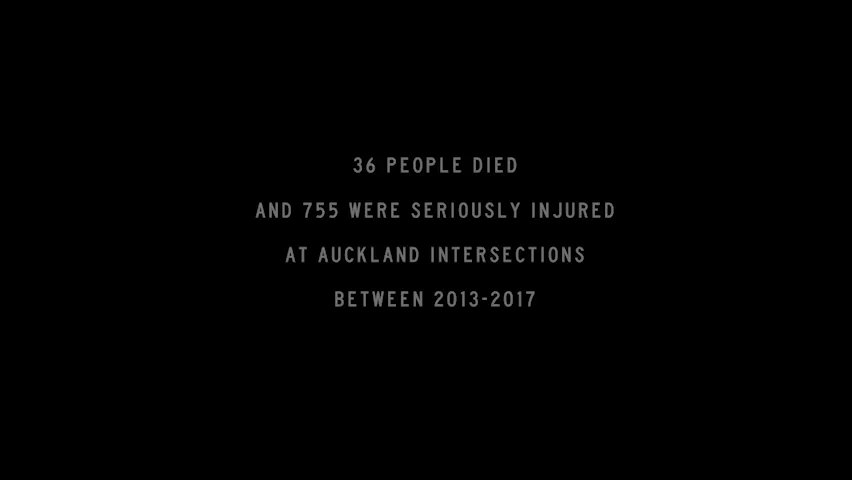 36 PEOPLE DIED
AND 755 WERE SERIOUSLY INJURED
AT AUCKLAND INTERSECTIONS
BETWEEN 2013-2017